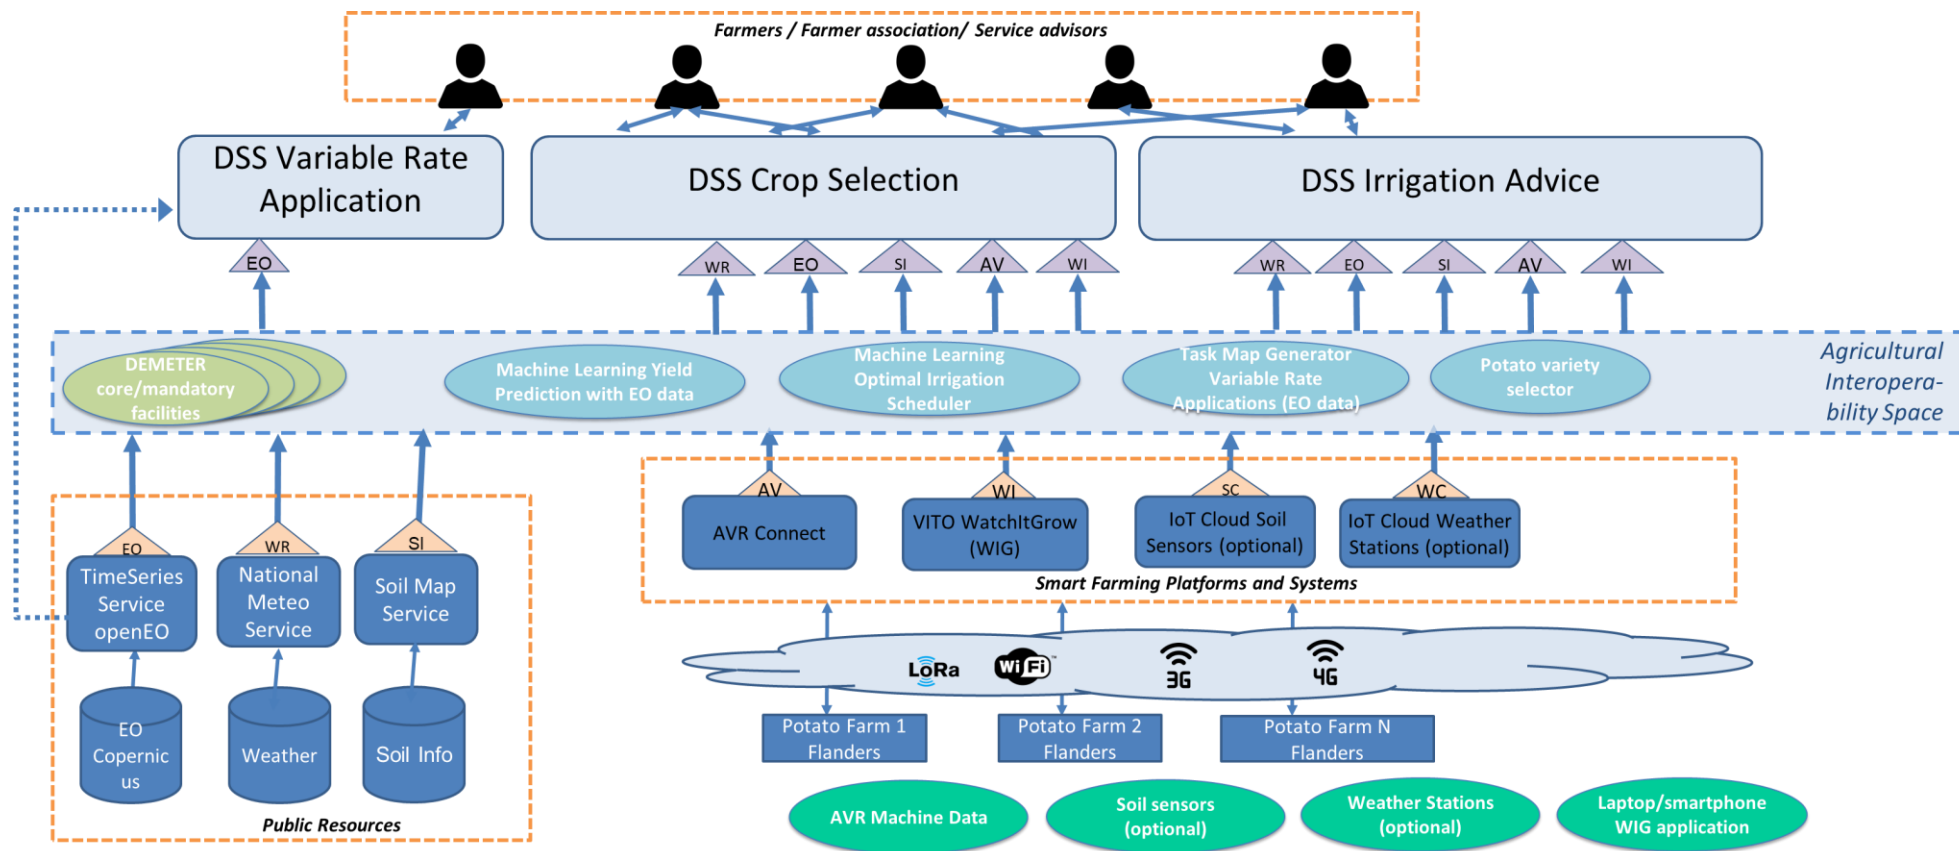 Farmers / Farmer association/ Service advisors
DSS Variable Rate
Application
DSS Crop Selection
DSS Irrigation Advice
EO
WR
EO
SI
AV
WI
WR
EO
SI
AV
WI
DEMETER
core/mandatory
facilities
Machine Learning Yield
Prediction with EO data
Machine Learning
Optimal Irrigation
Scheduler
Task Map Generator
Variable Rate
Applications (EO data)
Potato variety
selector
Agricultural
Interopera-
bility Space
EO
WR
SI
TimeSeries
Service
openEO
National
Meteo
Service
Soil Map
Service
EO
Copernic
us
Weather
Soil Info
Public Resources
AV
WI
SC
WC
AVR Connect
VITO WatchItGrow
(WIG)
IoT Cloud Soil
Sensors (optional)
IoT Cloud Weather
Stations (optional)
Smart Farming Platforms and Systems
LoRa
WiFi™
3G
4G
Potato Farm 1
Flanders
Potato Farm 2
Flanders
Potato Farm N
Flanders
AVR Machine Data
Soil sensors
(optional)
Weather Stations
(optional)
Laptop/smartphone
WIG application